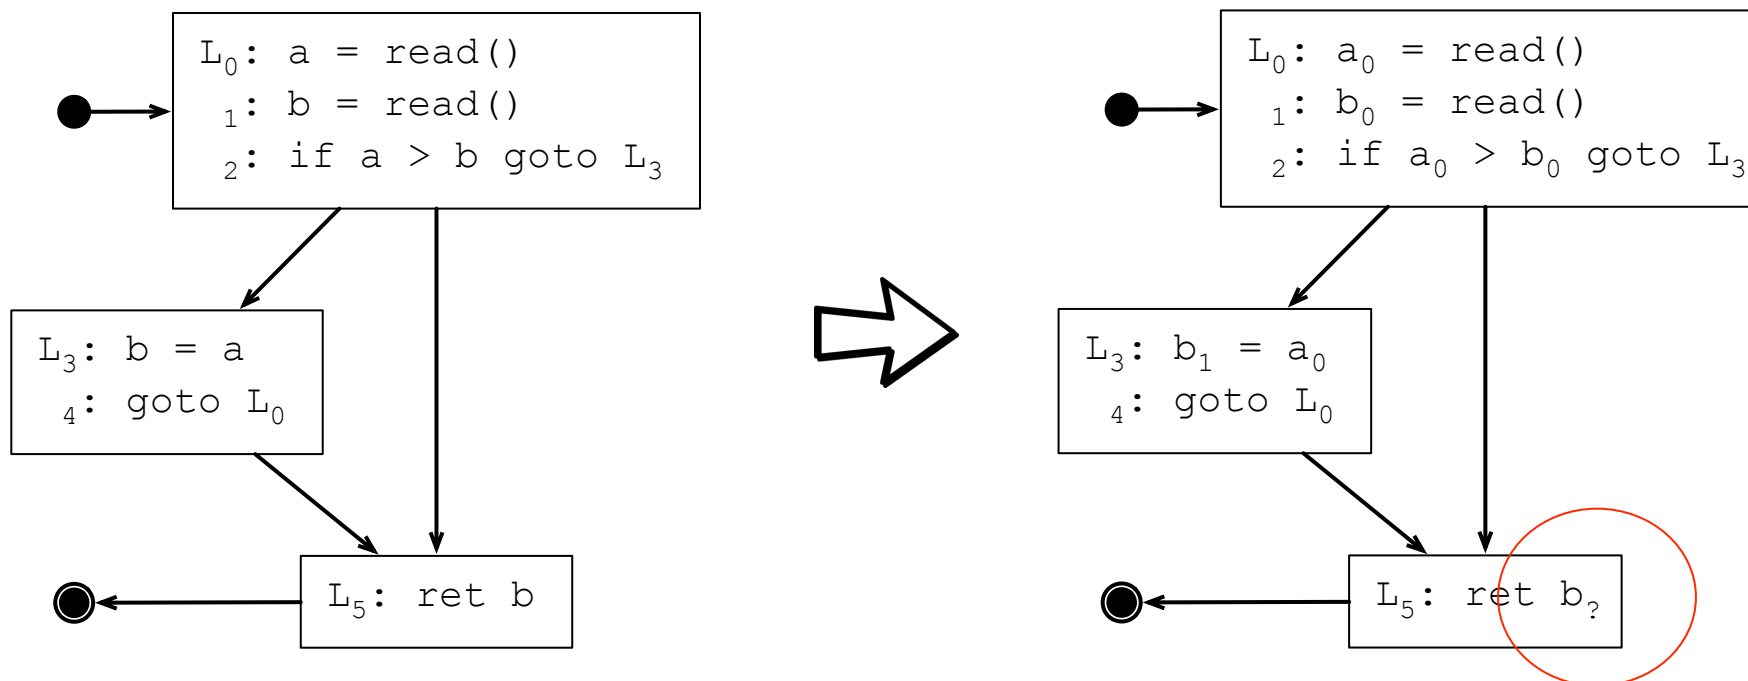 L₀: a = read()
₁: b = read()
₂: if a > b goto L₃
L₃: b = a
₄: goto L₀
L₅: ret b
L₀: a₀ = read()
₁: b₀ = read()
₂: if a₀ > b₀ goto L₃
L₃: b₁ = a₀
₄: goto L₀
L₅: ret b?